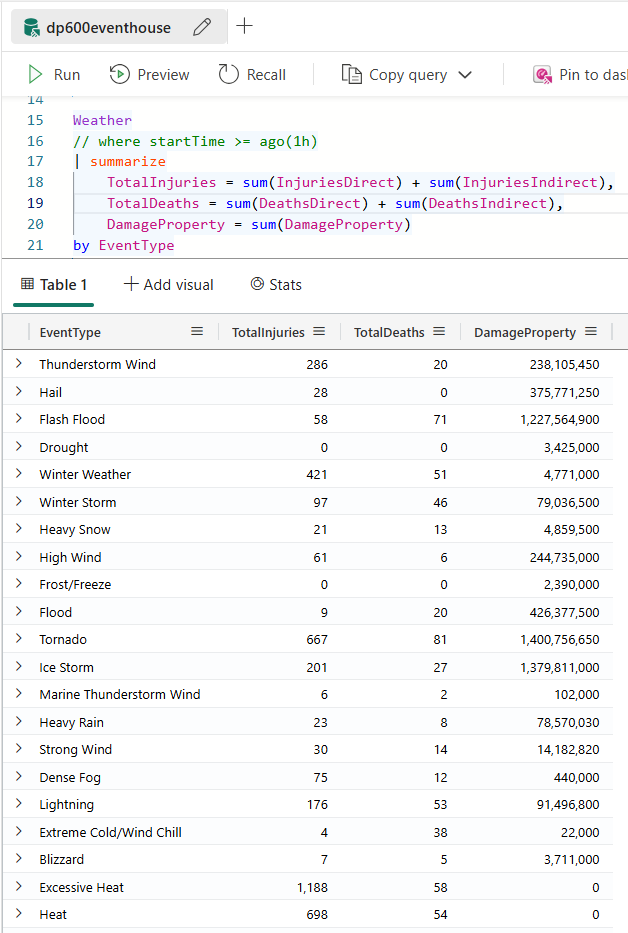 dp600eventhouse
Run Preview Recall Copy query Pin to das
14
15 Weather
16 // where startTime >= ago(1h)
17 | summarize
18 TotalInjuries = sum(InjuriesDirect) + sum(InjuriesIndirect),
19 TotalDeaths = sum(DeathsDirect) + sum(DeathsIndirect),
20 DamageProperty = sum(DamageProperty)
21 by EventType
Table 1 Add visual Stats
EventType TotalInjuries TotalDeaths DamageProperty
Thunderstorm Wind 286 20 238,105,450
Hail 28 0 375,771,250
Flash Flood 58 71 1,227,564,900
Drought 0 0 3,425,000
Winter Weather 421 51 4,771,000
Winter Storm 97 46 79,036,500
Heavy Snow 21 13 4,859,500
High Wind 61 6 244,735,000
Frost/Freeze 0 0 2,390,000
Flood 9 20 426,377,500
Tornado 667 81 1,400,756,650
Ice Storm 201 27 1,379,811,000
Marine Thunderstorm Wind 6 2 102,000
Heavy Rain 23 8 78,570,030
Strong Wind 30 14 14,182,820
Dense Fog 75 12 440,000
Lightning 176 53 91,496,800
Extreme Cold/Wind Chill 4 38 22,000
Blizzard 7 5 3,711,000
Excessive Heat 1,188 58 0
Heat 698 54 0